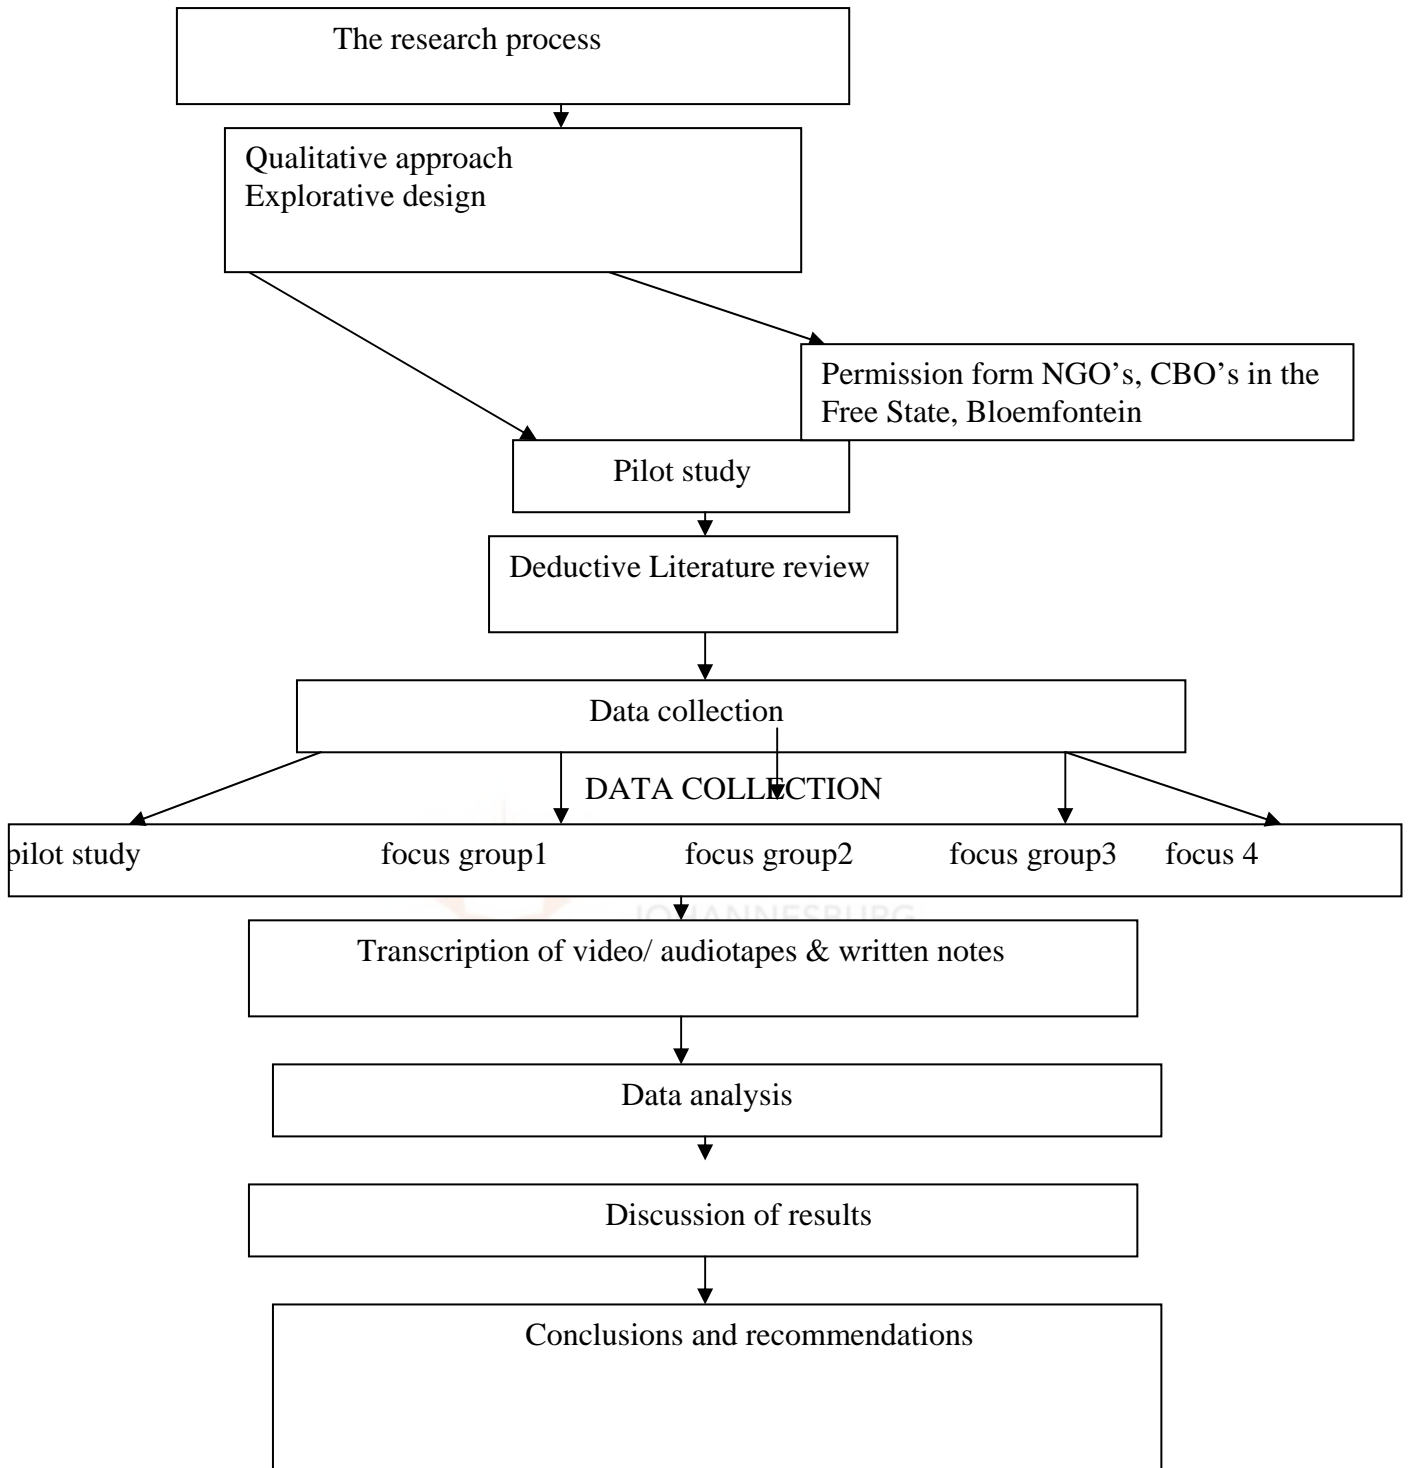 The research process
Qualitative approach
Explorative design
Permission form NGO’s, CBO’s in the
Free State, Bloemfontein
Pilot study
Deductive Literature review
Data collection
DATA COLLECTION
pilot study focus group1 focus group2 focus group3 focus 4
JOHANNESBURG
Transcription of video/ audiotapes & written notes
Data analysis
Discussion of results
Conclusions and recommendations